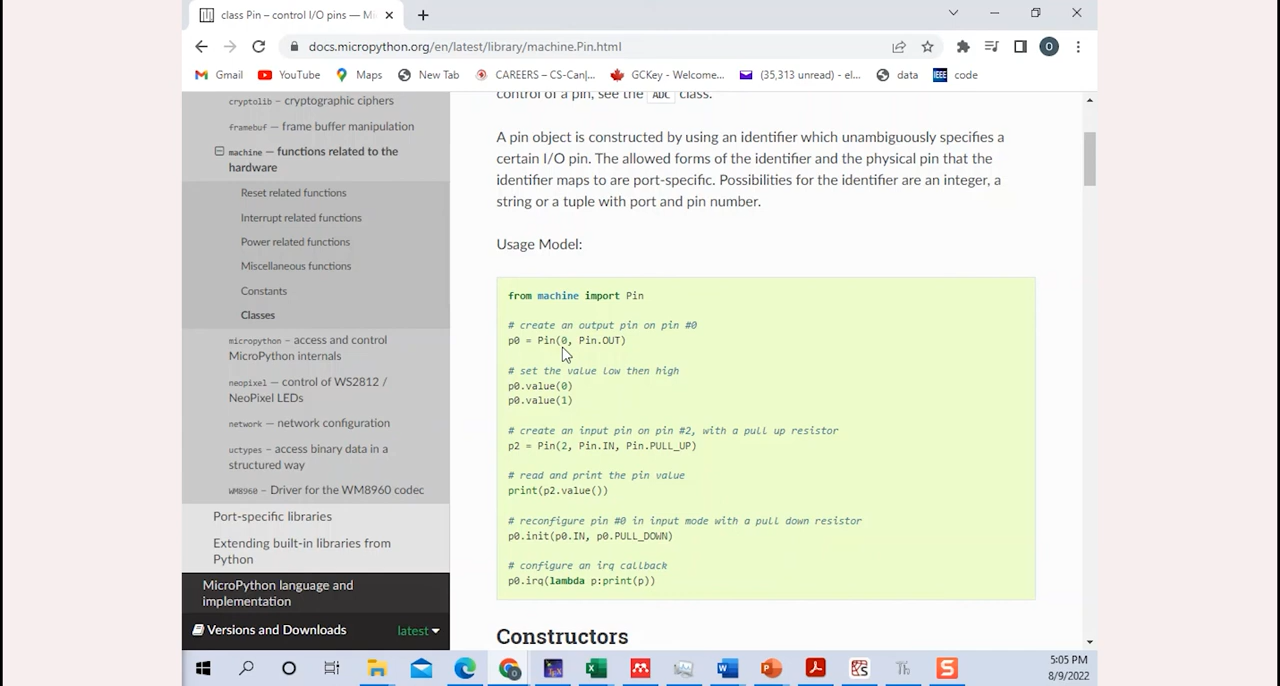 class Pin – control I/O pins — Mi
docs.micropython.org/en/latest/library/machine.Pin.html
O
Gmail
YouTube
Maps
New Tab
CAREERS – CS-Can|...
GCKey - Welcome...
(35,313 unread) - el...
data
IEEE
code
cryptolib – cryptographic ciphers
framebuf — frame buffer manipulation
machine — functions related to the
hardware
Reset related functions
Interrupt related functions
Power related functions
Miscellaneous functions
Constants
Classes
micropython – access and control
MicroPython internals
neopixel — control of WS2812 /
NeoPixel LEDs
network — network configuration
uctypes – access binary data in a
structured way
WM8960 – Driver for the WM8960 codec
Port-specific libraries
Extending built-in libraries from
Python
MicroPython language and
implementation
Versions and Downloads
latest
control of a pin, see the ADC class.
A pin object is constructed by using an identifier which unambiguously specifies a
certain I/O pin. The allowed forms of the identifier and the physical pin that the
identifier maps to are port-specific. Possibilities for the identifier are an integer, a
string or a tuple with port and pin number.
Usage Model:
from machine import Pin
# create an output pin on pin #0
p0 = Pin(0, Pin.OUT)
# set the value low then high
p0.value(0)
p0.value(1)
# create an input pin on pin #2, with a pull up resistor
p2 = Pin(2, Pin.IN, Pin.PULL_UP)
# read and print the pin value
print(p2.value())
# reconfigure pin #0 in input mode with a pull down resistor
p0.init(p0.IN, p0.PULL_DOWN)
# configure an irq callback
p0.irq(lambda p:print(p))
Constructors
5:05 PM
8/9/2022